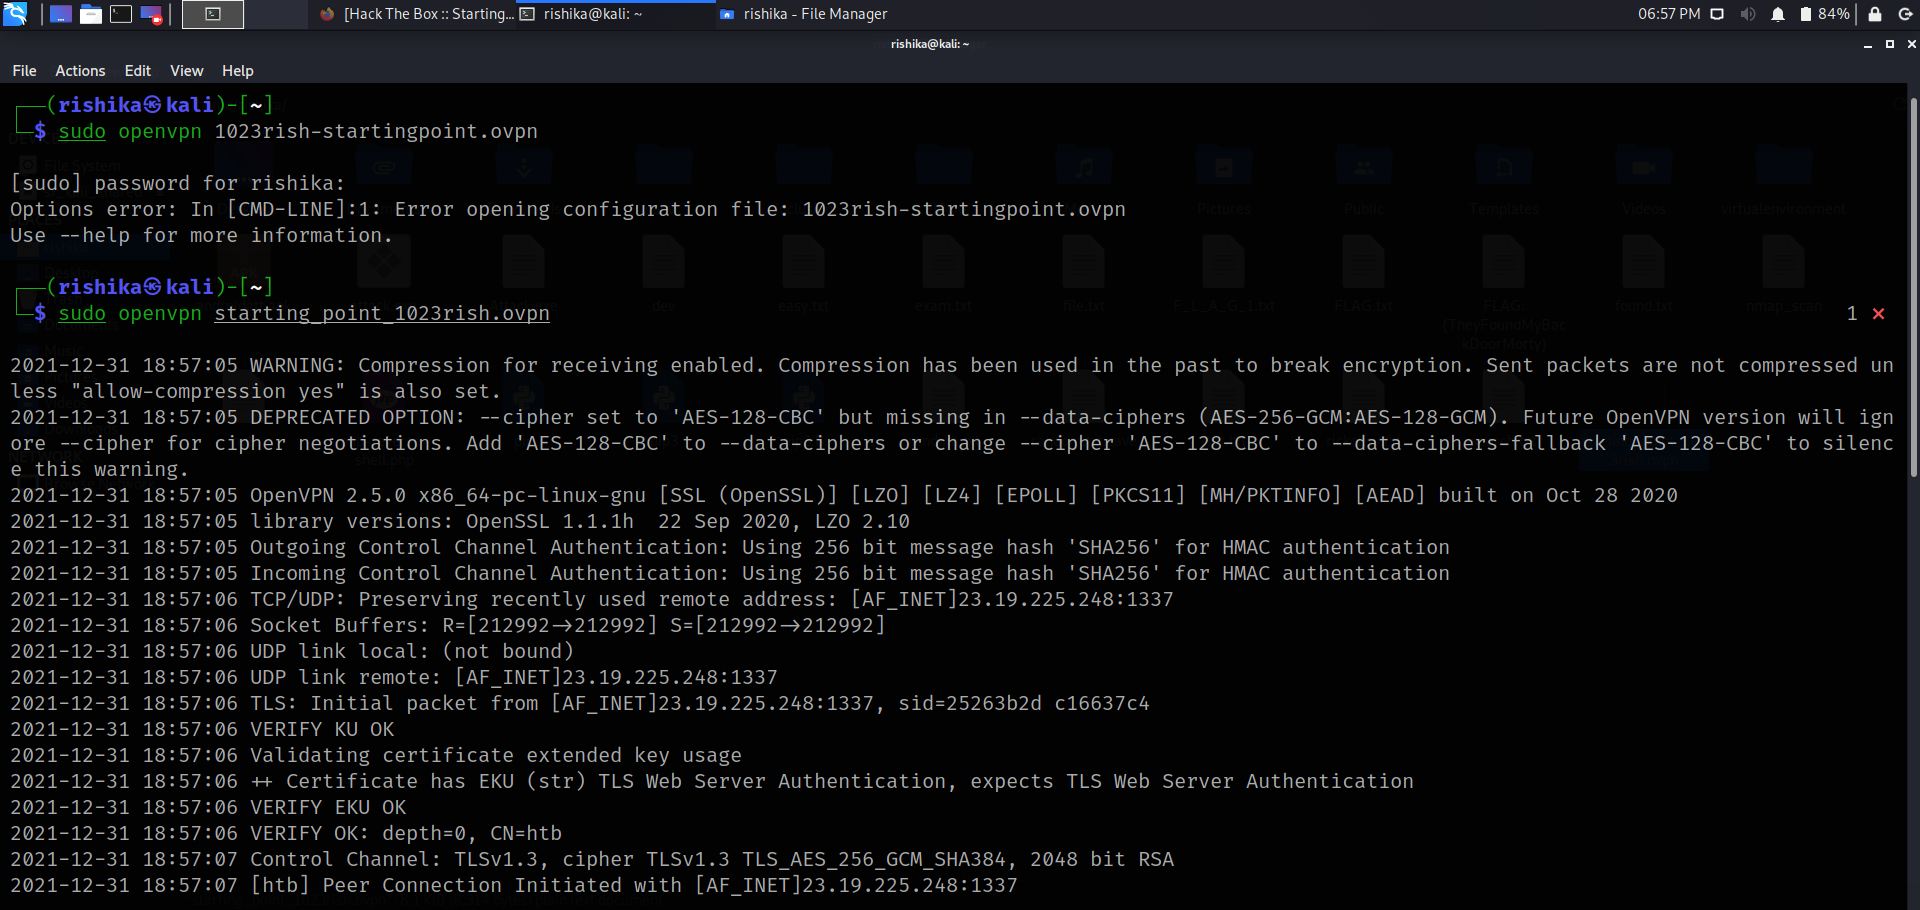 [Hack The Box :: Starting... rishika@kali: ~ rishika - File Manager 06:57 PM 84%
rishika@kali: ~
File Actions Edit View Help
┌──(rishika㉿kali)-[~]
└─$ sudo openvpn 1023rish-startingpoint.ovpn
[sudo] password for rishika:
Options error: In [CMD-LINE]:1: Error opening configuration file: 1023rish-startingpoint.ovpn
Use --help for more information.
┌──(rishika㉿kali)-[~]
└─$ sudo openvpn starting_point_1023rish.ovpn 1 ⨯
2021-12-31 18:57:05 WARNING: Compression for receiving enabled. Compression has been used in the past to break encryption. Sent packets are not compressed un
less "allow-compression yes" is also set.
2021-12-31 18:57:05 DEPRECATED OPTION: --cipher set to 'AES-128-CBC' but missing in --data-ciphers (AES-256-GCM:AES-128-GCM). Future OpenVPN version will ign
ore --cipher for cipher negotiations. Add 'AES-128-CBC' to --data-ciphers or change --cipher 'AES-128-CBC' to --data-ciphers-fallback 'AES-128-CBC' to silenc
e this warning.
2021-12-31 18:57:05 OpenVPN 2.5.0 x86_64-pc-linux-gnu [SSL (OpenSSL)] [LZO] [LZ4] [EPOLL] [PKCS11] [MH/PKTINFO] [AEAD] built on Oct 28 2020
2021-12-31 18:57:05 library versions: OpenSSL 1.1.1h  22 Sep 2020, LZO 2.10
2021-12-31 18:57:05 Outgoing Control Channel Authentication: Using 256 bit message hash 'SHA256' for HMAC authentication
2021-12-31 18:57:05 Incoming Control Channel Authentication: Using 256 bit message hash 'SHA256' for HMAC authentication
2021-12-31 18:57:06 TCP/UDP: Preserving recently used remote address: [AF_INET]23.19.225.248:1337
2021-12-31 18:57:06 Socket Buffers: R=[212992->212992] S=[212992->212992]
2021-12-31 18:57:06 UDP link local: (not bound)
2021-12-31 18:57:06 UDP link remote: [AF_INET]23.19.225.248:1337
2021-12-31 18:57:06 TLS: Initial packet from [AF_INET]23.19.225.248:1337, sid=25263b2d c16637c4
2021-12-31 18:57:06 VERIFY KU OK
2021-12-31 18:57:06 Validating certificate extended key usage
2021-12-31 18:57:06 ++ Certificate has EKU (str) TLS Web Server Authentication, expects TLS Web Server Authentication
2021-12-31 18:57:06 VERIFY EKU OK
2021-12-31 18:57:06 VERIFY OK: depth=0, CN=htb
2021-12-31 18:57:07 Control Channel: TLSv1.3, cipher TLSv1.3 TLS_AES_256_GCM_SHA384, 2048 bit RSA
2021-12-31 18:57:07 [htb] Peer Connection Initiated with [AF_INET]23.19.225.248:1337